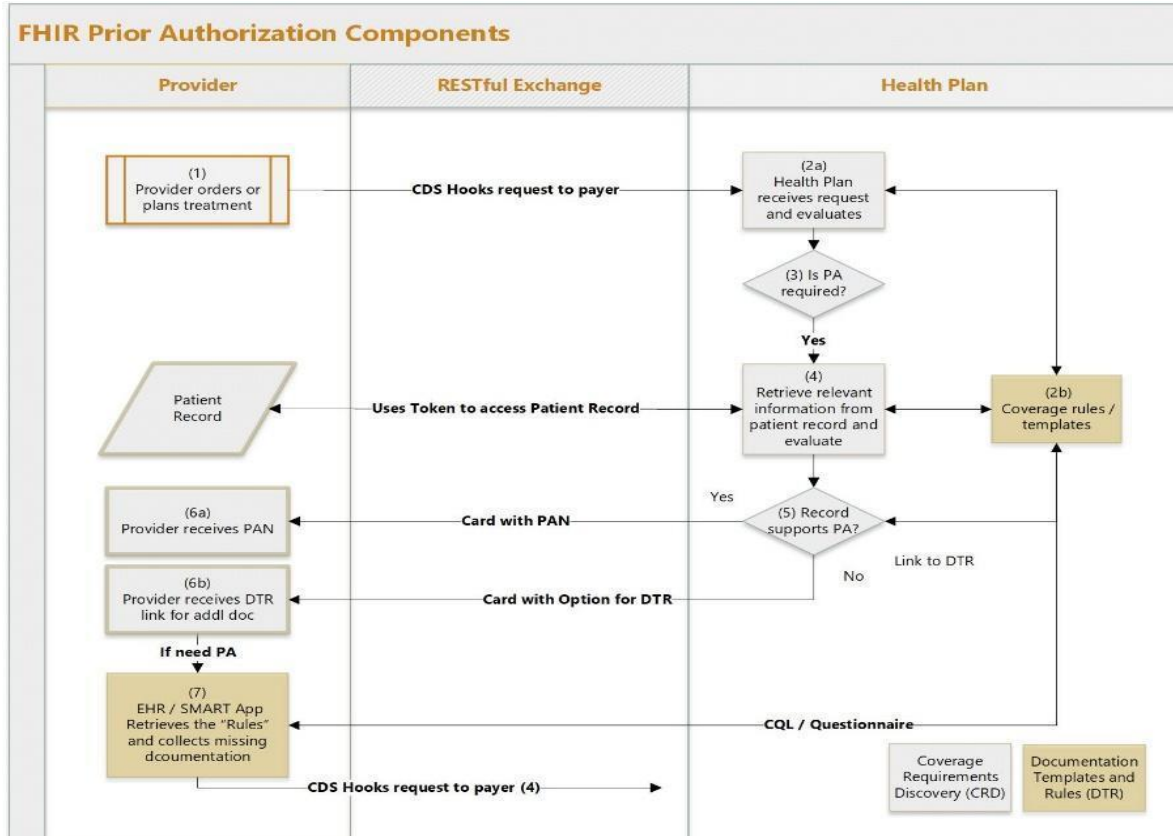 FHIR Prior Authorization Components
Provider
RESTful Exchange
Health Plan
(1)
Provider orders or
plans treatment
CDS Hooks request to payer
(2a)
Health Plan
receives request
and evaluates
(3) Is PA
required?
Yes
Patient
Record
Uses Token to access Patient Record
(4)
Retrieve relevant
information from
patient record and
evaluate
(2b)
Coverage rules /
templates
Yes
(6a)
Provider receives PAN
Card with PAN
(5) Record
supports PA?
Link to DTR
No
(6b)
Provider receives DTR
link for addl doc
Card with Option for DTR
If need PA
(7)
EHR / SMART App
Retrieves the “Rules”
and collects missing
dcoumentation
CQL / Questionnaire
CDS Hooks request to payer (4)
Coverage
Requirements
Discovery (CRD)
Documentation
Templates and
Rules (DTR)